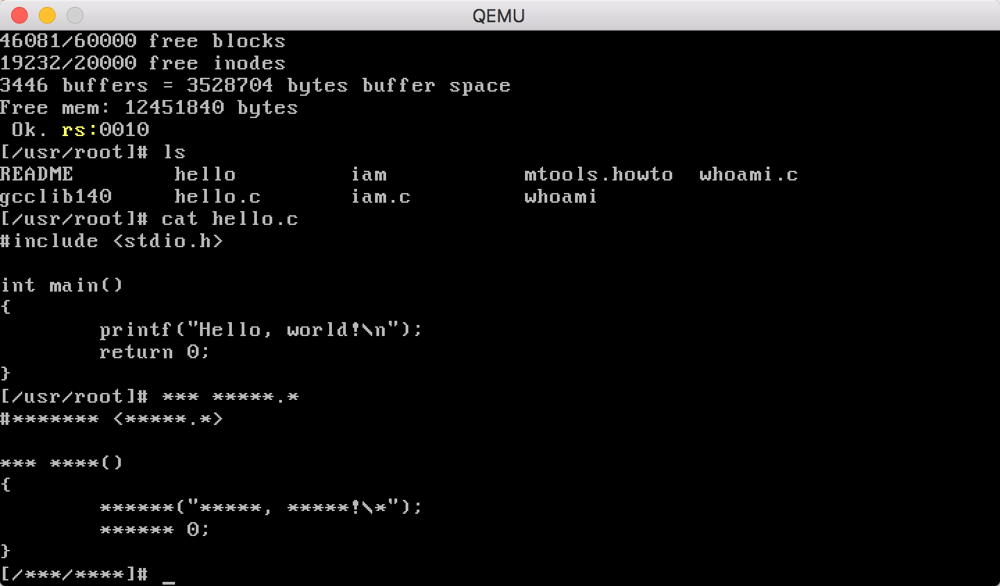 QEMU
46081/60000 free blocks
19232/20000 free inodes
3446 buffers = 3528704 bytes buffer space
Free mem: 12451840 bytes
 Ok. rs:0010
[/usr/root]# ls
README        hello         iam           mtools.howto  whoami.c
gcclib140     hello.c       iam.c         whoami
[/usr/root]# cat hello.c
#include <stdio.h>

int main()
{
        printf("Hello, world!\n");
        return 0;
}
[/usr/root]# *** *****.*
#******* <*****.*>

*** ****()
{
        ******("*****, *****!\*");
        ****** 0;
}
[/***/****]# _